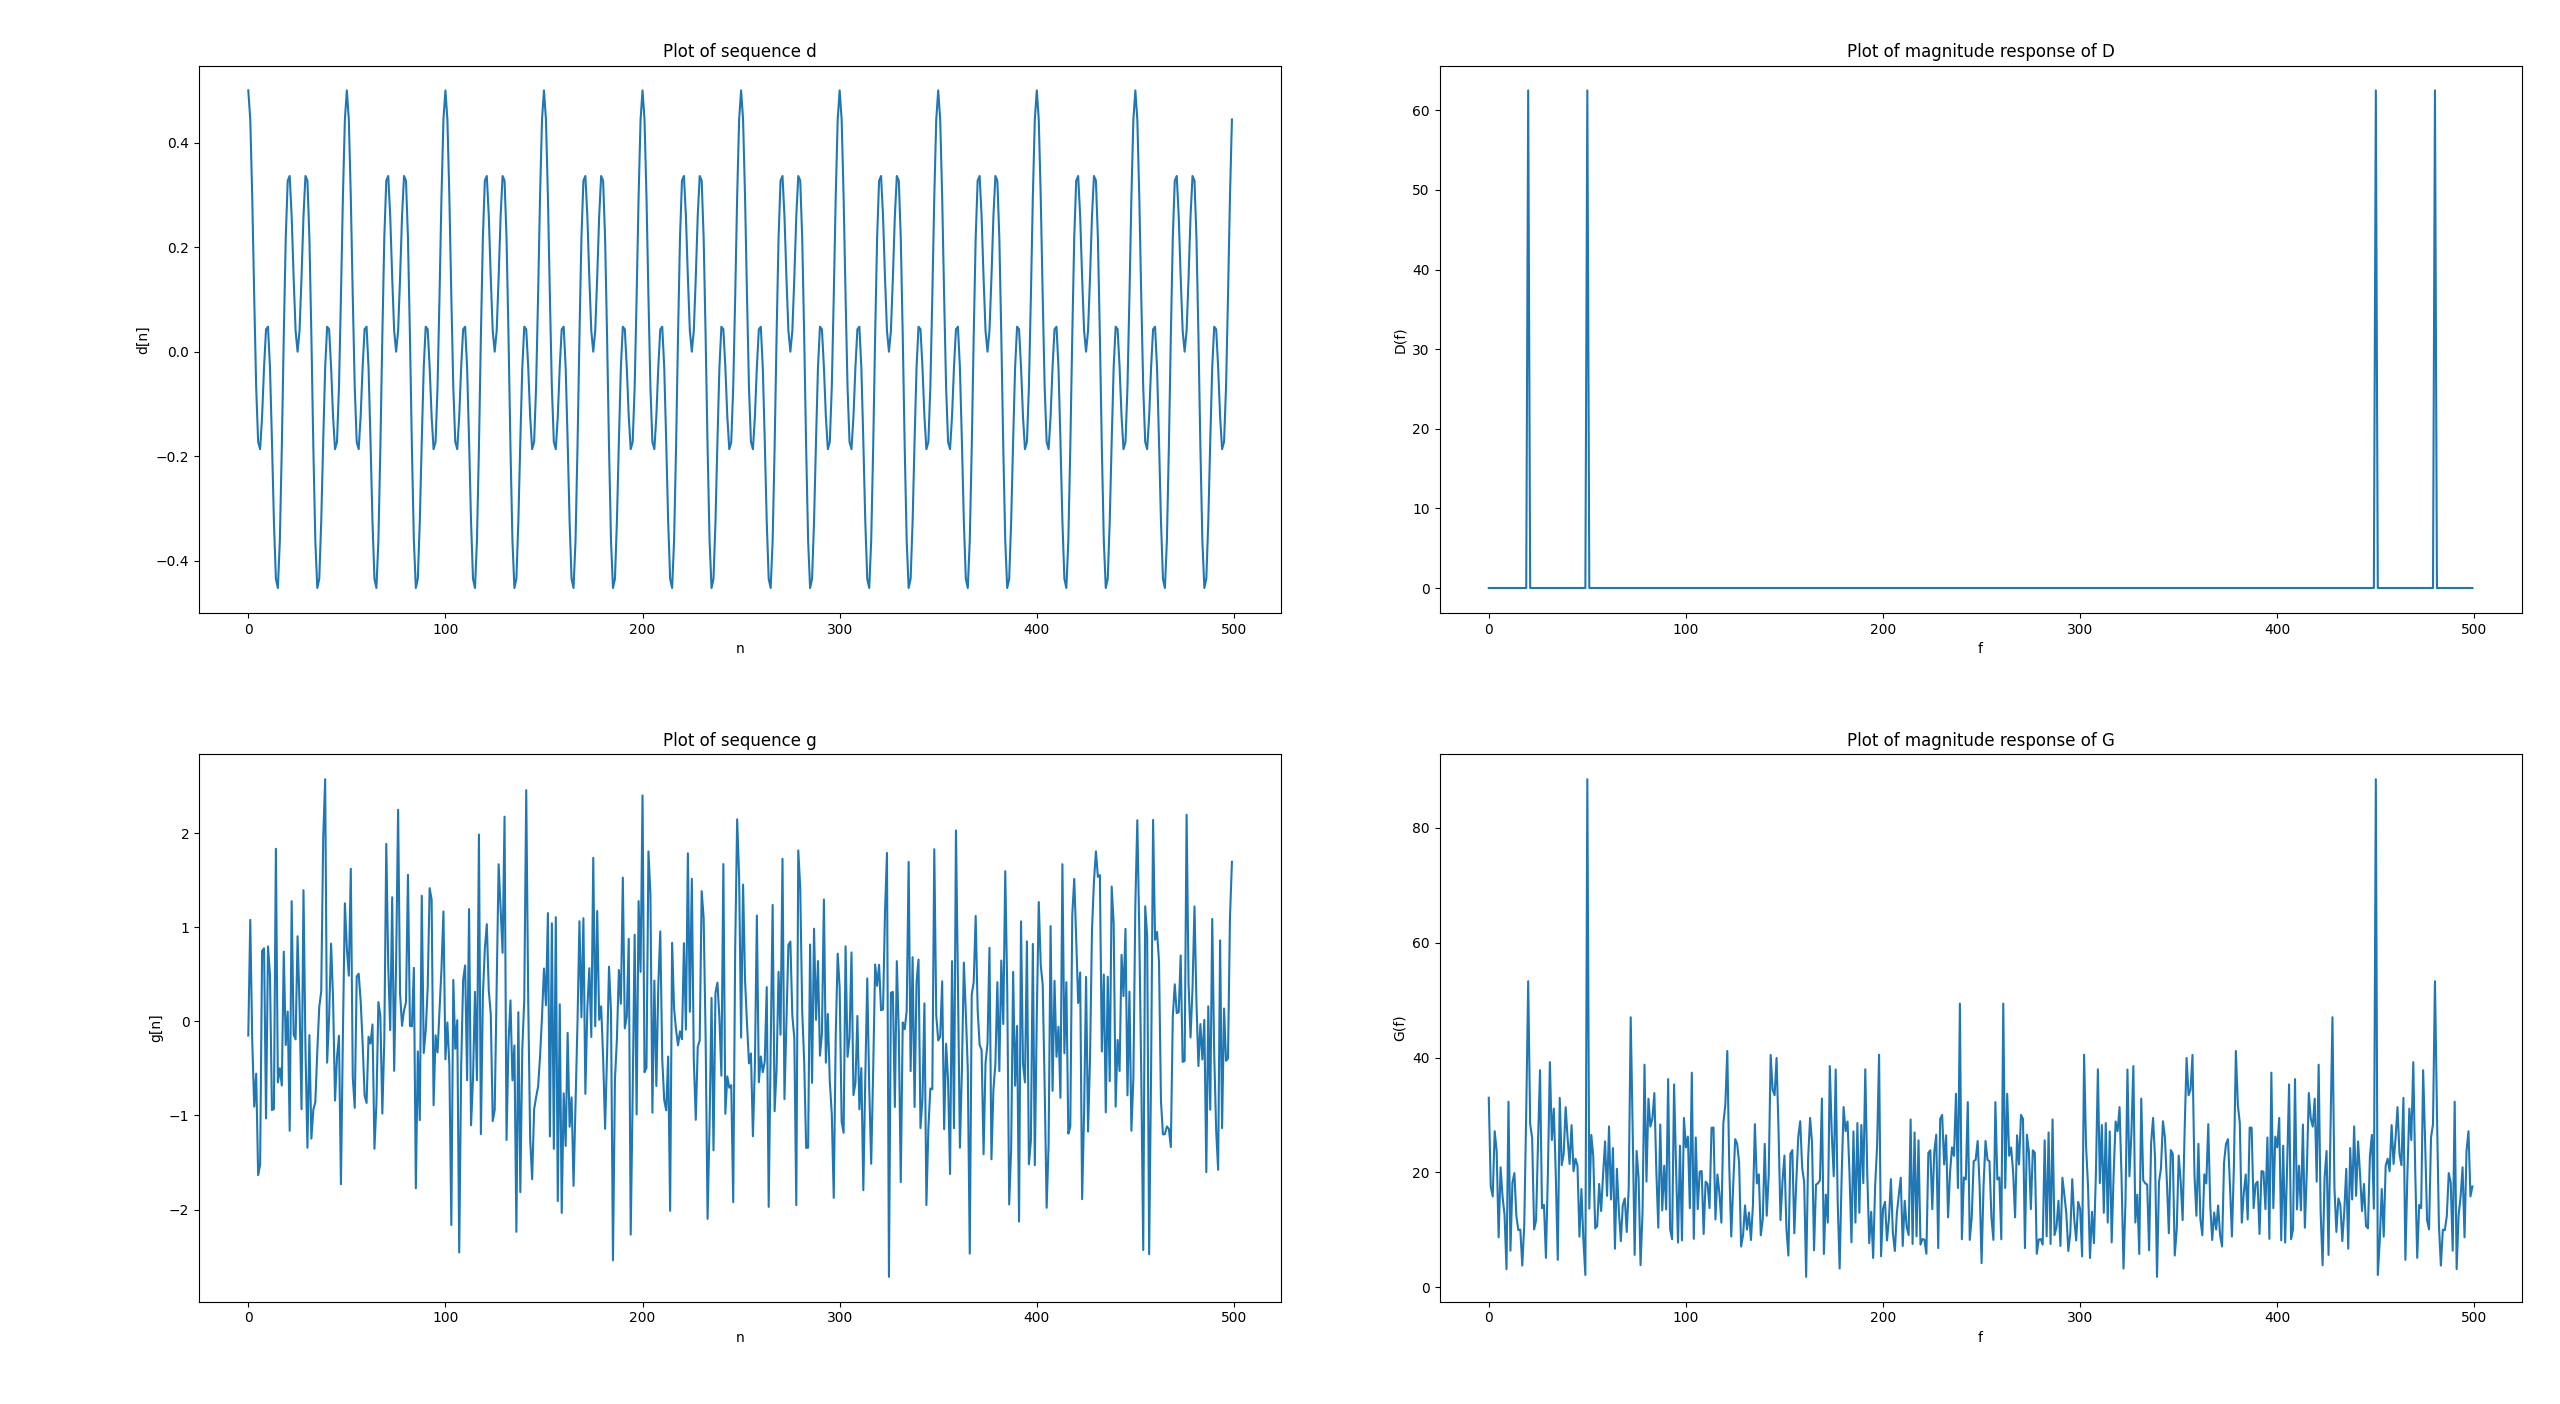 Plot of sequence d
d[n]
0.4
0.2
0.0
−0.2
−0.4
0 100 200 300 400 500
n
Plot of magnitude response of D
D(f)
60
50
40
30
20
10
0
0 100 200 300 400 500
f
Plot of sequence g
g[n]
2
1
0
−1
−2
0 100 200 300 400 500
n
Plot of magnitude response of G
G(f)
80
60
40
20
0
0 100 200 300 400 500
f